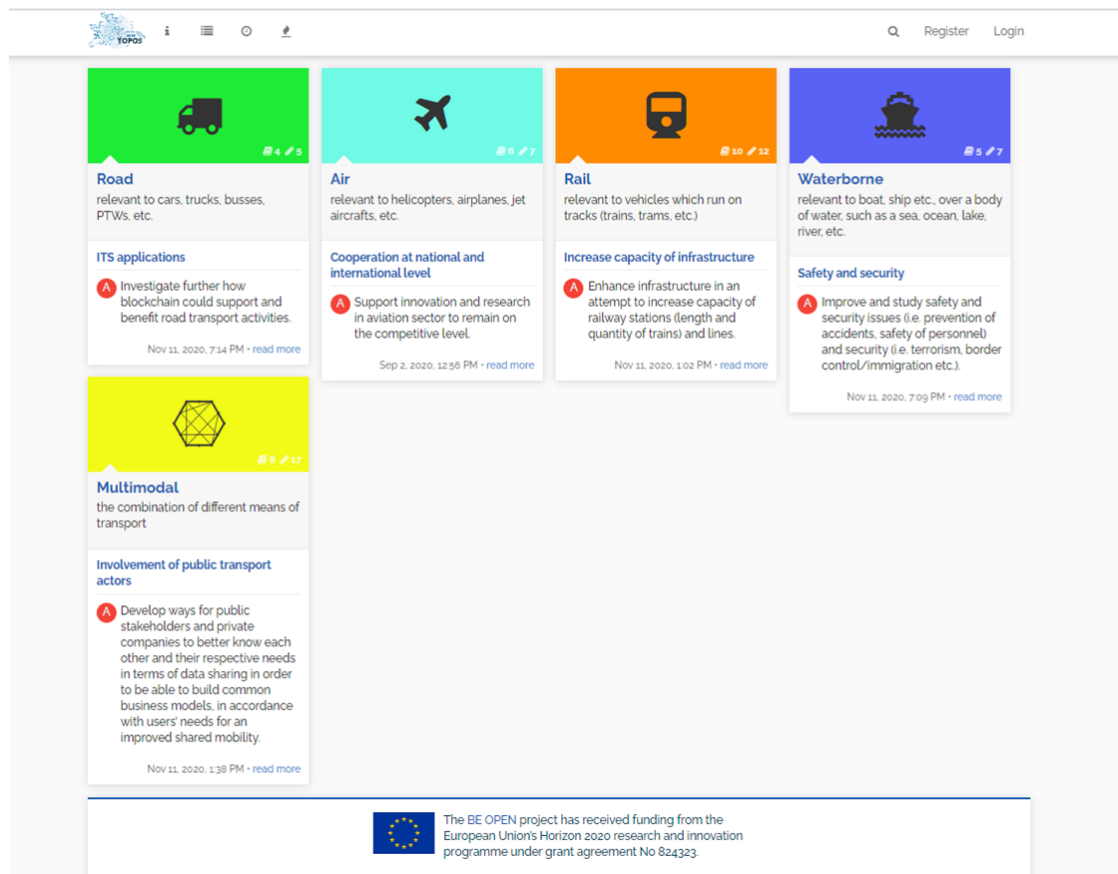 TOPOS
Register
Login
4 5
6 7
10 12
5 7
Road
relevant to cars, trucks, busses,
PTWs, etc.
ITS applications
A
Investigate further how
blockchain could support and
benefit road transport activities.
Nov 11, 2020, 7:14 PM • read more
Air
relevant to helicopters, airplanes, jet
aircrafts, etc.
Cooperation at national and
international level
A
Support innovation and research
in aviation sector to remain on
the competitive level.
Sep 2, 2020, 12:56 PM • read more
Rail
relevant to vehicles which run on
tracks (trains, trams, etc.)
Increase capacity of infrastructure
A
Enhance infrastructure in an
attempt to increase capacity of
railway stations (length and
quantity of trains) and lines.
Nov 11, 2020, 1:02 PM • read more
Waterborne
relevant to boat, ship etc., over a body
of water, such as a sea, ocean, lake,
river, etc.
Safety and security
A
Improve and study safety and
security issues (i.e. prevention of
accidents, safety of personnel)
and security (i.e. terrorism, border
control/immigration etc.).
Nov 11, 2020, 7:09 PM • read more
17
Multimodal
the combination of different means of
transport
Involvement of public transport
actors
A
Develop ways for public
stakeholders and private
companies to better know each
other and their respective needs
in terms of data sharing in order
to be able to build common
business models, in accordance
with users' needs for an
improved shared mobility.
Nov 11, 2020, 1:38 PM • read more
The BE OPEN project has received funding from the
European Union's Horizon 2020 research and innovation
programme under grant agreement No 824323.